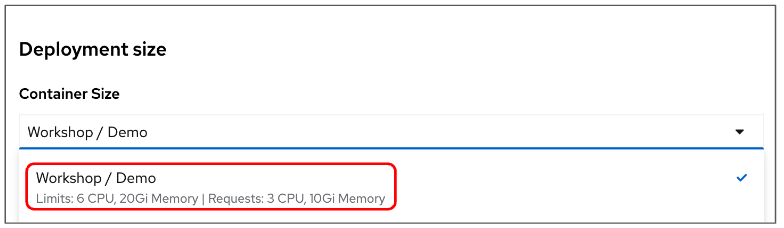 Deployment size
Container Size
Workshop / Demo
Workshop / Demo
Limits: 6 CPU, 20Gi Memory | Requests: 3 CPU, 10Gi Memory